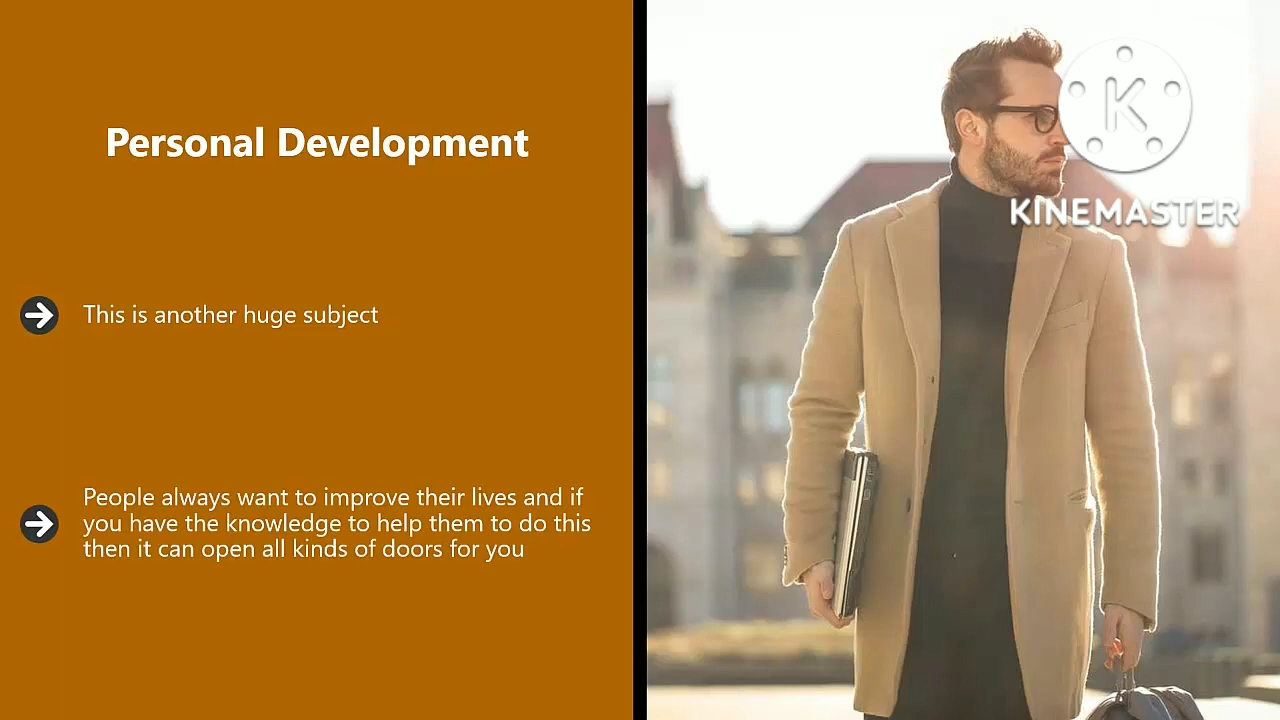 Personal Development
This is another huge subject
People always want to improve their lives and if
you have the knowledge to help them to do this
then it can open all kinds of doors for you
K
KINEMASTER